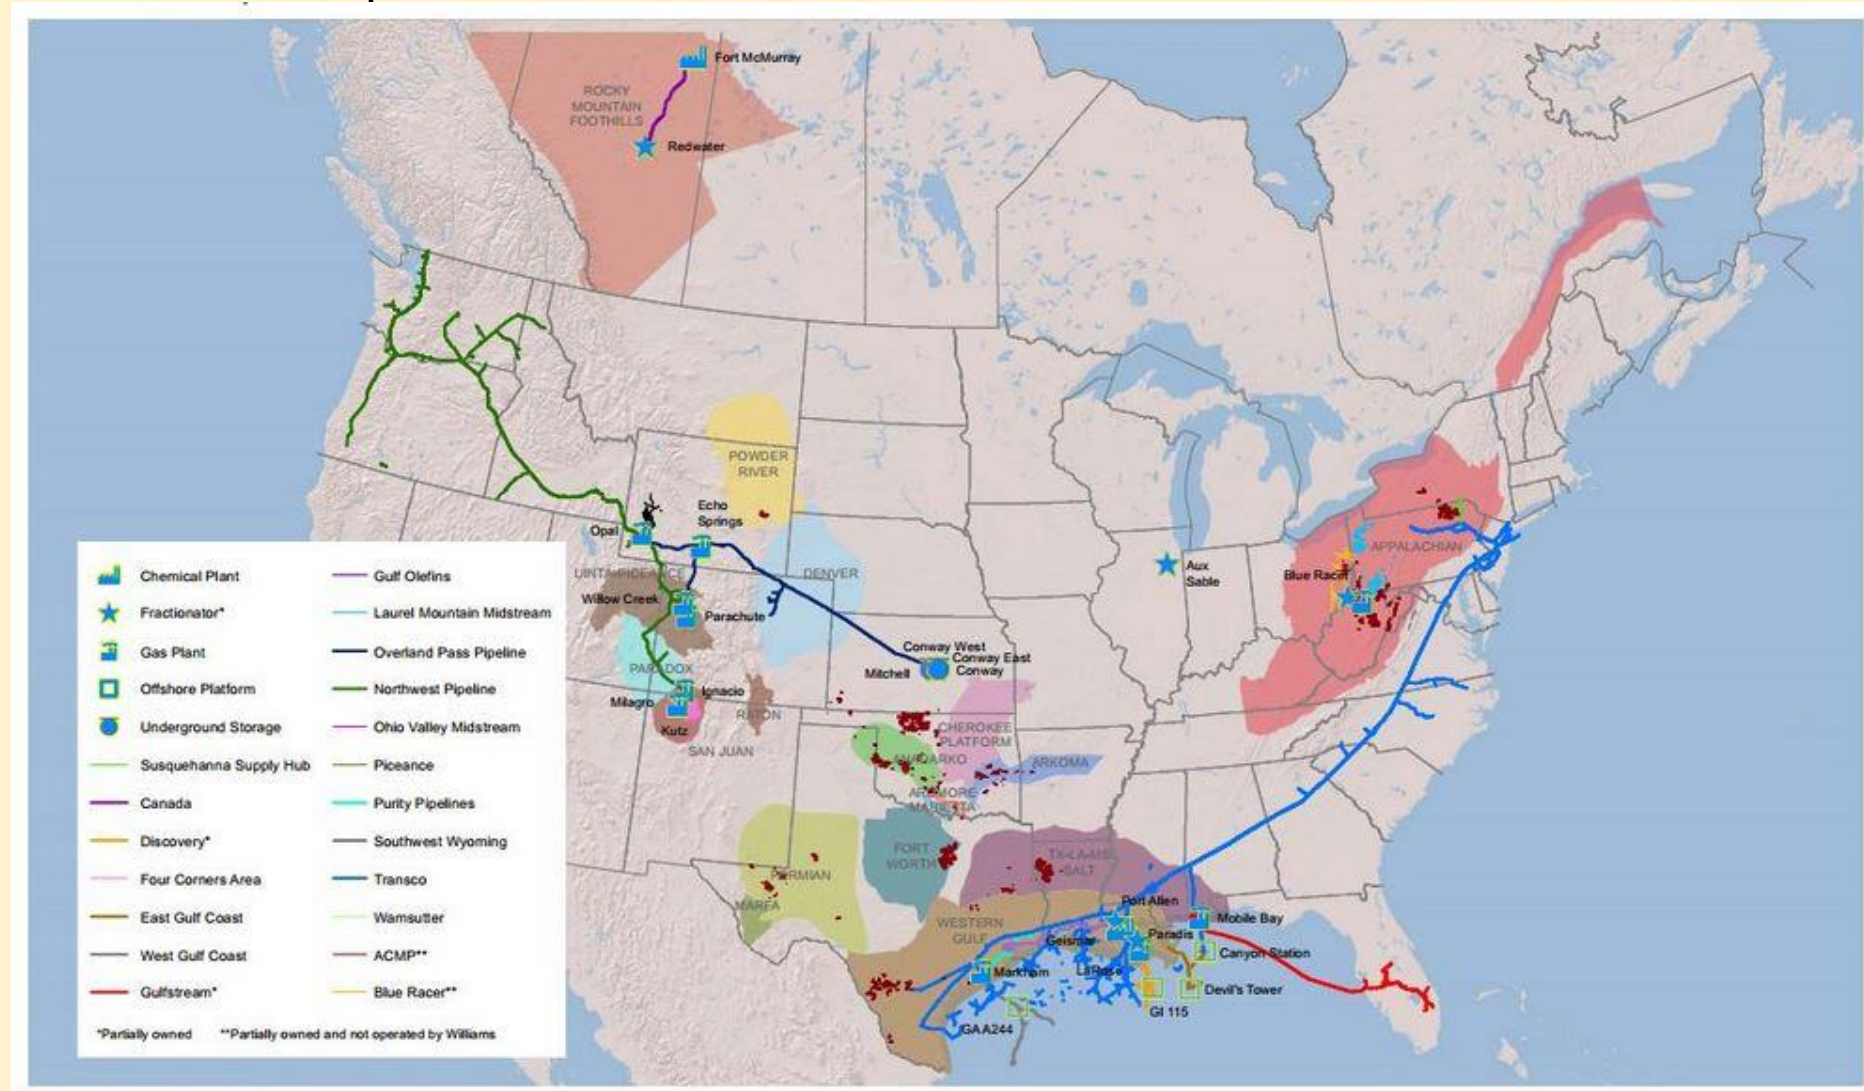 Fort McMurray
ROCKY
MOUNTAIN
FOOTHILLS
Redwater
POWDER
RIVER
Echo
Springs
Opal
UINTA-PICEANCE
DENVER
Willow Creek
Parachute
PARADOX
Ignacio
Milagro
Kutz
RATON
SAN JUAN
Conway West
Conway East
Mitchell
Conway
Aux
Sable
APPALACHIAN
Blue Racer
CHEROKEE
PLATFORM
ANADARKO
ARKOMA
ARDMORE
MARIETTA
FORT
WORTH
TX-LA-MS
SALT
PERMIAN
MARFA
WESTERN
GULF
Port Allen
Mobile Bay
Geismar
Paradis
Canyon Station
Markham
LaRose
Devil's Tower
GI 115
GAA244
Chemical Plant
Fractionator*
Gas Plant
Offshore Platform
Underground Storage
Susquehanna Supply Hub
Canada
Discovery*
Four Corners Area
East Gulf Coast
West Gulf Coast
Gulfstream*
Gulf Olefins
Laurel Mountain Midstream
Overland Pass Pipeline
Northwest Pipeline
Ohio Valley Midstream
Piceance
Purity Pipelines
Southwest Wyoming
Transco
Wamsutter
ACMP**
Blue Racer**
*Partially owned **Partially owned and not operated by Williams